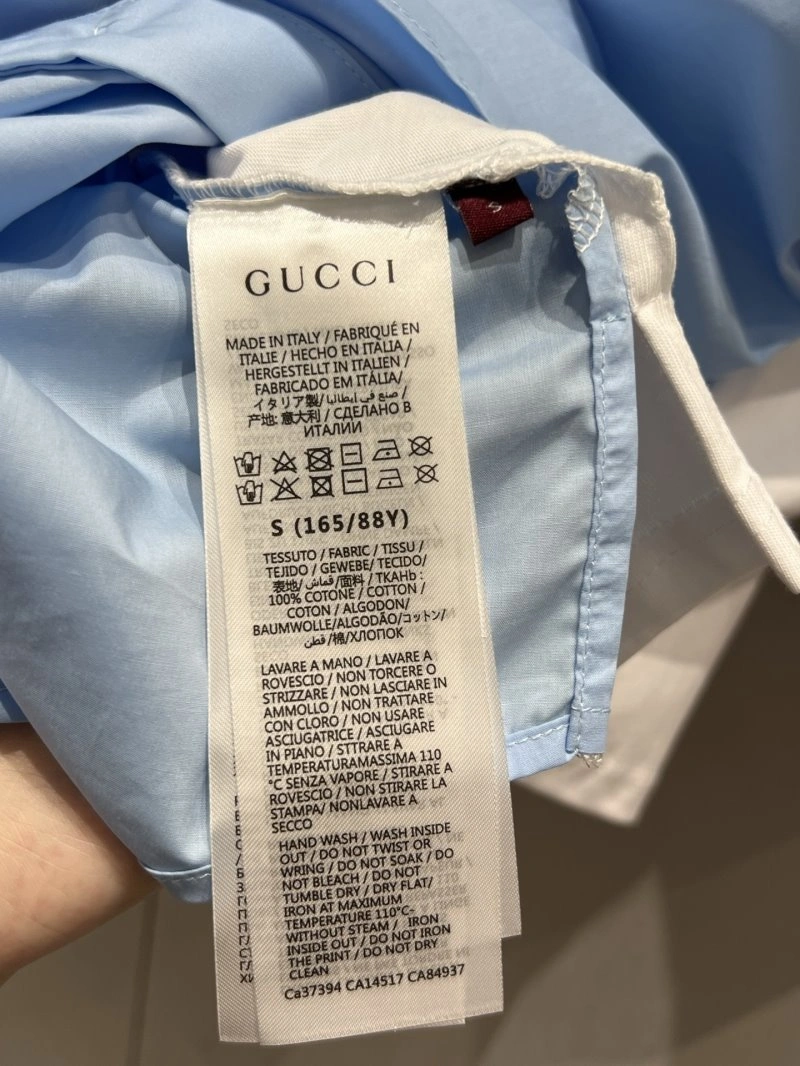 S
GUCCI
MADE IN ITALY / FABRIQUÉ EN
ITALIE / HECHO EN ITALIA /
HERGESTELLT IN ITALIEN /
FABRICADO EM ITÁLIA/
イタリア製/ صنع في إيطاليا/
产地: 意大利 / СДЕЛАНО В
ИТАЛИИ
S (165/88Y)
TESSUTO / FABRIC / TISSU /
TEJIDO / GEWEBE/ TECIDO/
表地/ قماش /面料 / TKAHb :
100% COTONE / COTTON /
COTON / ALGODON/
BAUMWOLLE/ALGODÃO/コットン/
قطن /棉/ХЛОПОК
LAVARE A MANO / LAVARE A
ROVESCIO / NON TORCERE O
STRIZZARE / NON LASCIARE IN
AMMOLLO / NON TRATTARE
CON CLORO / NON USARE
ASCIUGATRICE / ASCIUGARE
IN PIANO / STTRARE A
TEMPERATURAMASSIMA 110
°C SENZA VAPORE / STIRARE A
ROVESCIO / NON STIRARE LA
STAMPA/ NONLAVARE A
SECCO
HAND WASH / WASH INSIDE
OUT / DO NOT TWIST OR
WRING / DO NOT SOAK / DO
NOT BLEACH / DO NOT
TUMBLE DRY / DRY FLAT/
IRON AT MAXIMUM
TEMPERATURE 110°C-
WITHOUT STEAM / IRON
INSIDE OUT / DO NOT IRON
THE PRINT / DO NOT DRY
CLEAN
Ca37394 CA14517 CA84937